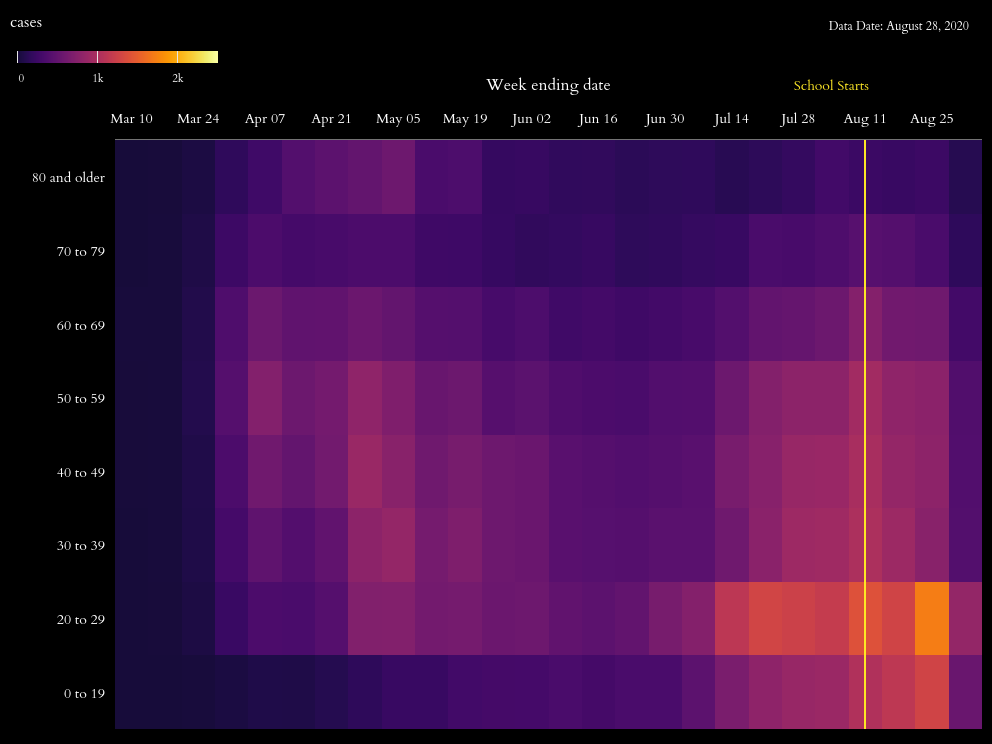 cases
Data Date: August 28, 2020
0 1k 2k
Week ending date
School Starts
Mar 10 Mar 24 Apr 07 Apr 21 May 05 May 19 Jun 02 Jun 16 Jun 30 Jul 14 Jul 28 Aug 11 Aug 25
80 and older
70 to 79
60 to 69
50 to 59
40 to 49
30 to 39
20 to 29
0 to 19